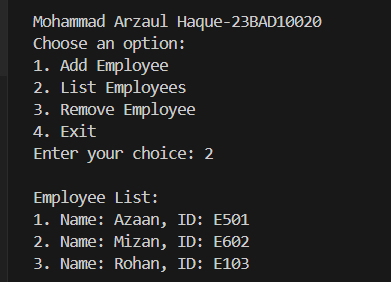 Mohammad Arzaul Haque-23BAD10020
Choose an option:
1. Add Employee
2. List Employees
3. Remove Employee
4. Exit
Enter your choice: 2
Employee List:
1. Name: Azaan, ID: E501
2. Name: Mizan, ID: E602
3. Name: Rohan, ID: E103